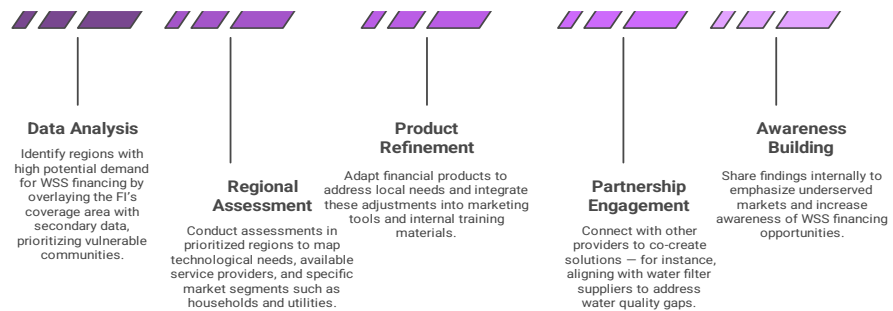 Data Analysis
Identify regions with
high potential demand
for WSS financing by
overlaying the FI's
coverage area with
secondary data,
prioritizing vulnerable
communities.
Regional
Assessment
Conduct assessments in
prioritized regions to map
technological needs, available
service providers, and specific
market segments such as
households and utilities.
Product
Refinement
Adapt financial products to
address local needs and integrate
these adjustments into marketing
tools and internal training
materials.
Partnership
Engagement
Connect with other
providers to co-create
solutions — for instance,
aligning with water filter
suppliers to address
water quality gaps.
Awareness
Building
Share findings internally to
emphasize underserved
markets and increase
awareness of WSS financing
opportunities.